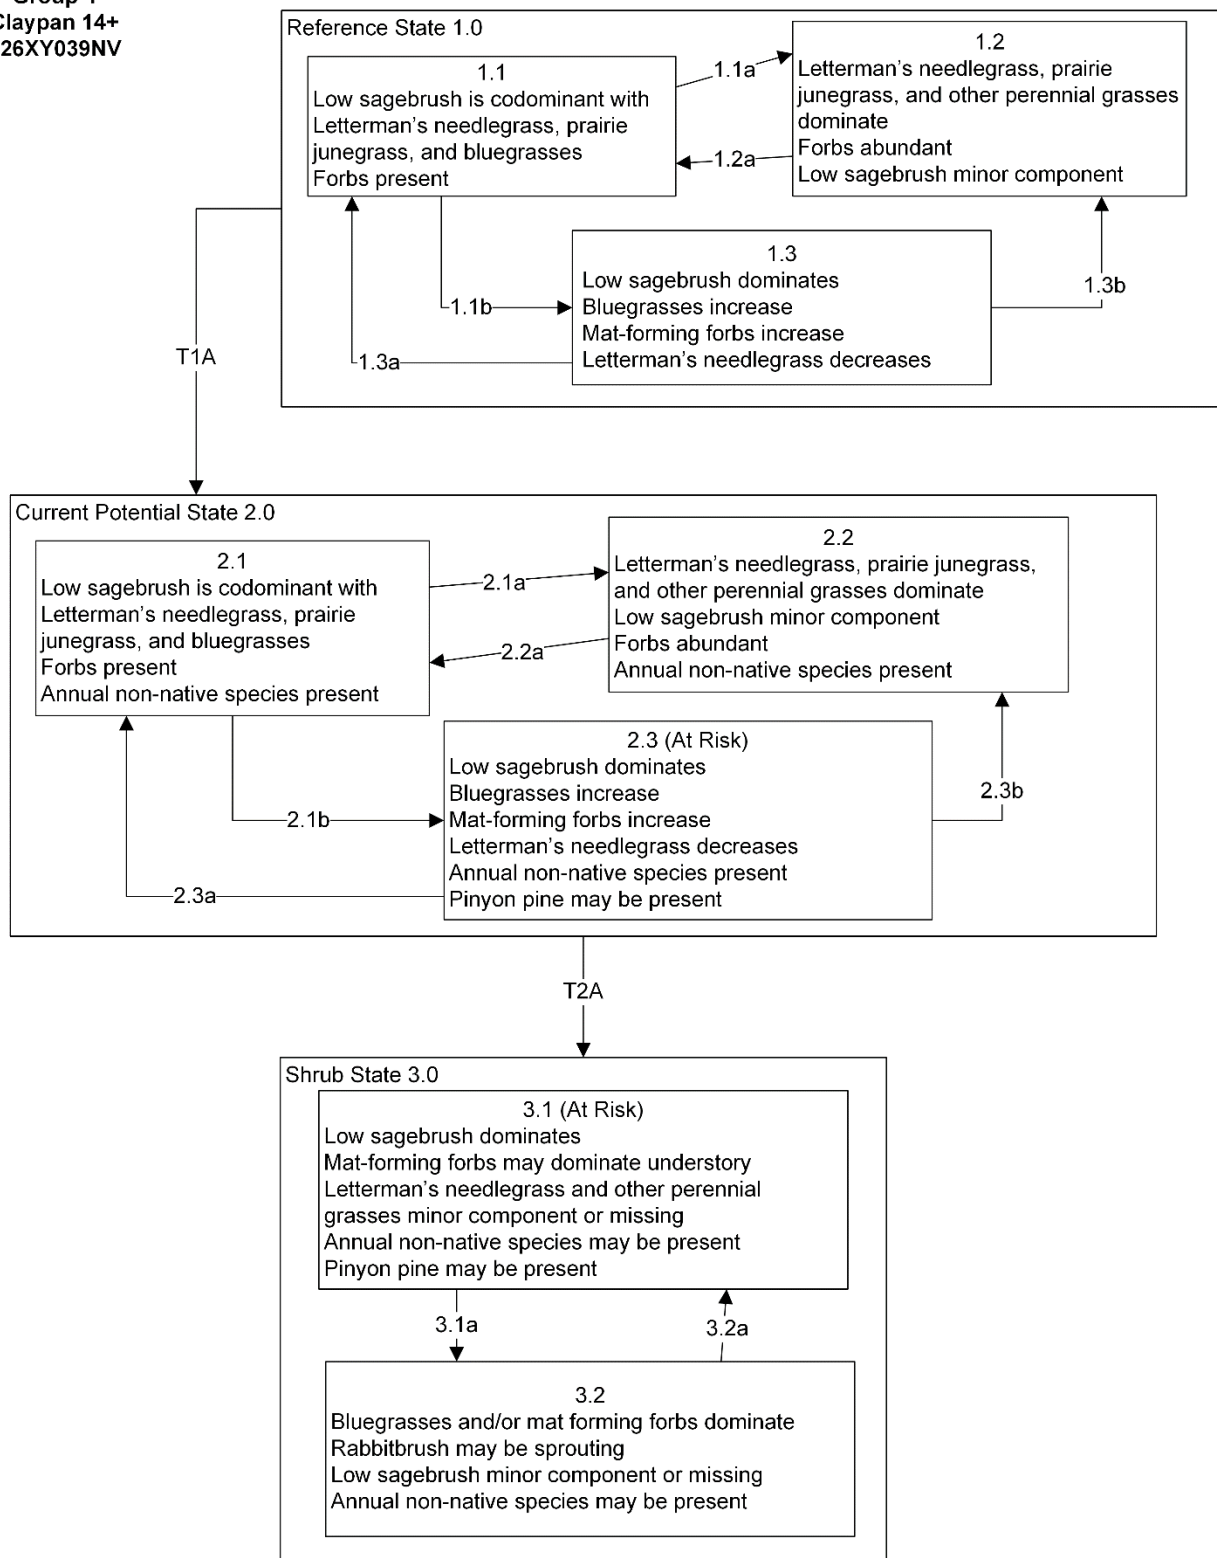 Group 4
Claypan 14+
26XY039NV
Reference State 1.0
1.1
Low sagebrush is codominant with
Letterman's needlegrass, prairie
junegrass, and bluegrasses
Forbs present
1.1a
1.2a
1.2
Letterman's needlegrass, prairie
junegrass, and other perennial grasses
dominate
Forbs abundant
Low sagebrush minor component
1.3
Low sagebrush dominates
Bluegrasses increase
Mat-forming forbs increase
Letterman's needlegrass decreases
1.1b
1.3a
1.3b
T1A
Current Potential State 2.0
2.1
Low sagebrush is codominant with
Letterman's needlegrass, prairie
junegrass, and bluegrasses
Forbs present
Annual non-native species present
2.1a
2.2a
2.2
Letterman's needlegrass, prairie junegrass,
and other perennial grasses dominate
Low sagebrush minor component
Forbs abundant
Annual non-native species present
2.3 (At Risk)
Low sagebrush dominates
Bluegrasses increase
Mat-forming forbs increase
Letterman's needlegrass decreases
Annual non-native species present
Pinyon pine may be present
2.1b
2.3a
2.3b
T2A
Shrub State 3.0
3.1 (At Risk)
Low sagebrush dominates
Mat-forming forbs may dominate understory
Letterman's needlegrass and other perennial
grasses minor component or missing
Annual non-native species may be present
Pinyon pine may be present
3.1a
3.2a
3.2
Bluegrasses and/or mat forming forbs dominate
Rabbitbrush may be sprouting
Low sagebrush minor component or missing
Annual non-native species may be present